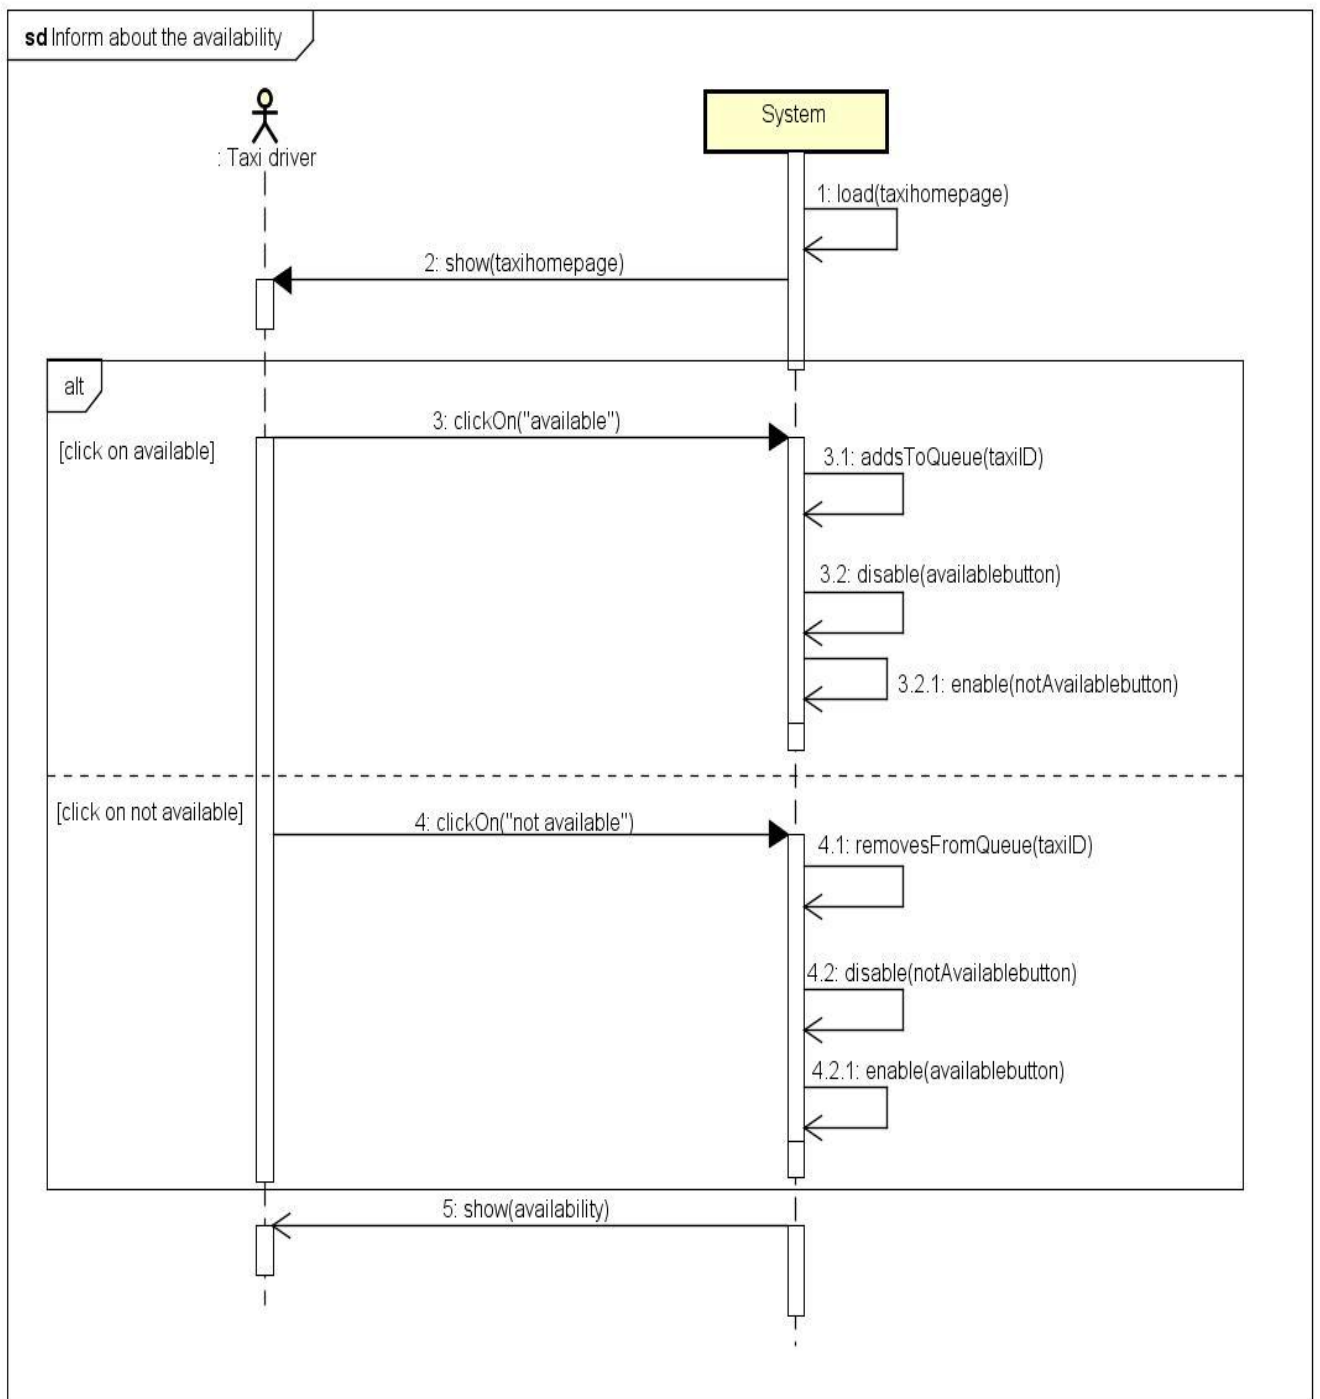 sd Inform about the availability
System
: Taxi driver
1: load(taxihomepage)
2: show(taxihomepage)
alt
3: clickOn("available")
[click on available]
3.1: addsToQueue(taxiID)
3.2: disable(availablebutton)
3.2.1: enable(notAvailablebutton)
[click on not available]
4: clickOn("not available")
4.1: removesFromQueue(taxiID)
4.2: disable(notAvailablebutton)
4.2.1: enable(availablebutton)
5: show(availability)